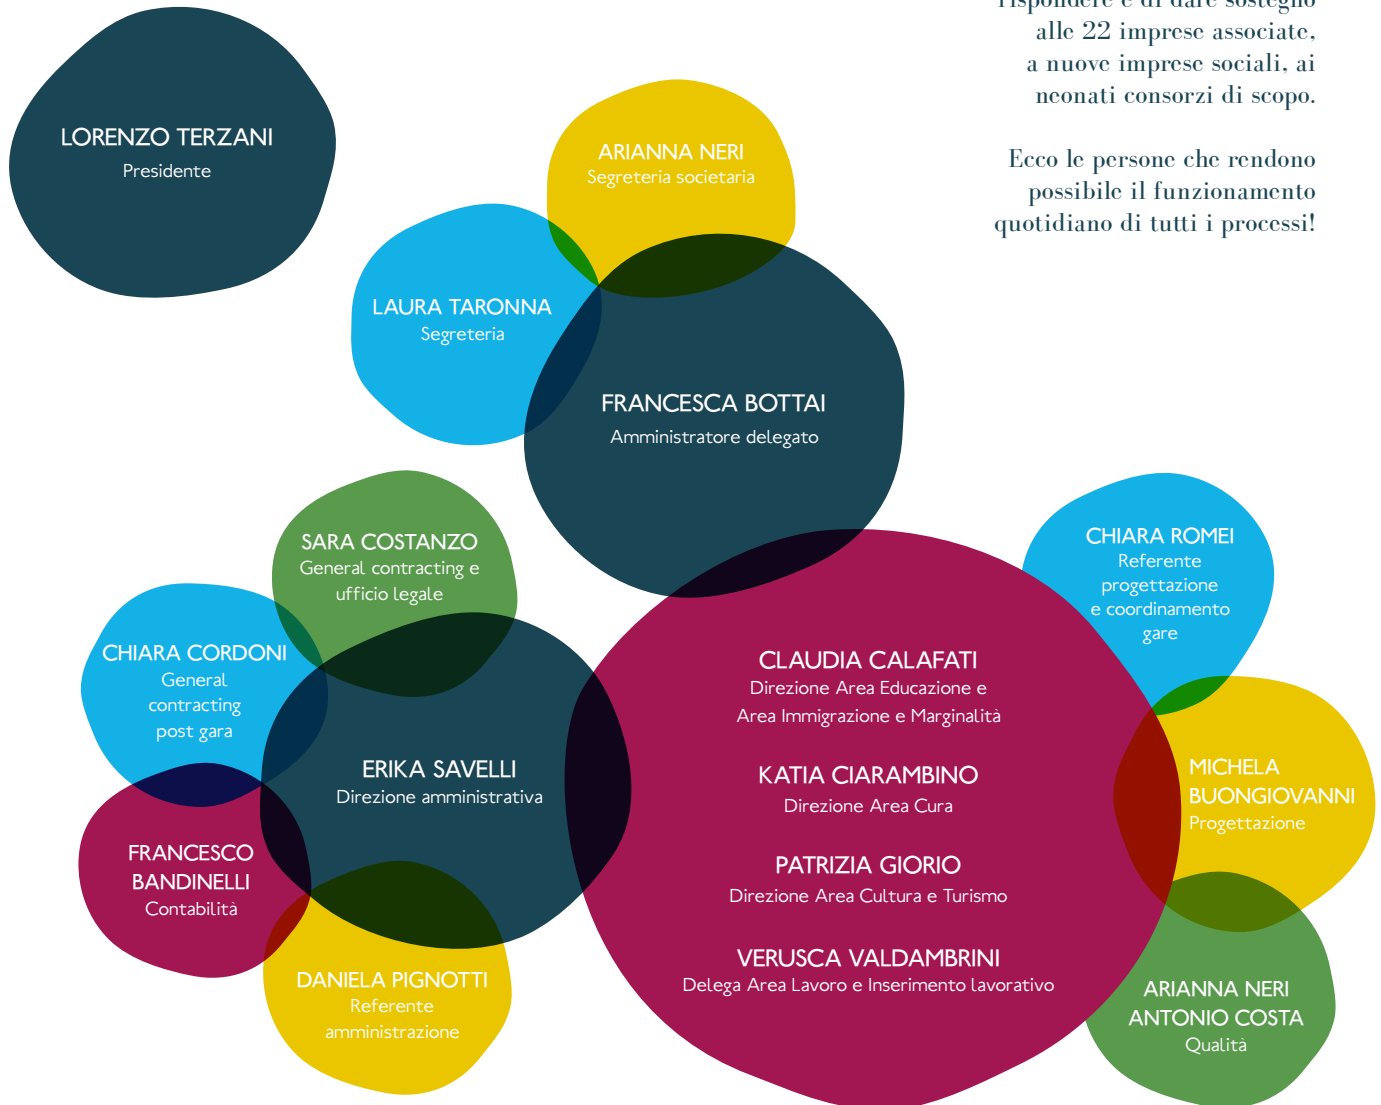 rispondere e di dare sostegno
alle 22 imprese associate,
a nuove imprese sociali, ai
neonati consorzi di scopo.
Ecco le persone che rendono
possibile il funzionamento
quotidiano di tutti i processi!
LORENZO TERZANI
Presidente
ARIANNA NERI
Segreteria societaria
LAURA TARONNA
Segreteria
FRANCESCA BOTTAI
Amministratore delegato
SARA COSTANZO
General contracting e
ufficio legale
CHIARA CORDONI
General
contracting
post gara
ERIKA SAVELLI
Direzione amministrativa
FRANCESCO
BANDINELLI
Contabilità
DANIELA PIGNOTTI
Referente
amministrazione
CLAUDIA CALAFATI
Direzione Area Educazione e
Area Immigrazione e Marginalità
KATIA CIARAMBINO
Direzione Area Cura
PATRIZIA GIORIO
Direzione Area Cultura e Turismo
VERUSCA VALDAMBRINI
Delega Area Lavoro e Inserimento lavorativo
CHIARA ROMEI
Referente
progettazione
e coordinamento
gare
MICHELA
BUONGIOVANNI
Progettazione
ARIANNA NERI
ANTONIO COSTA
Qualità